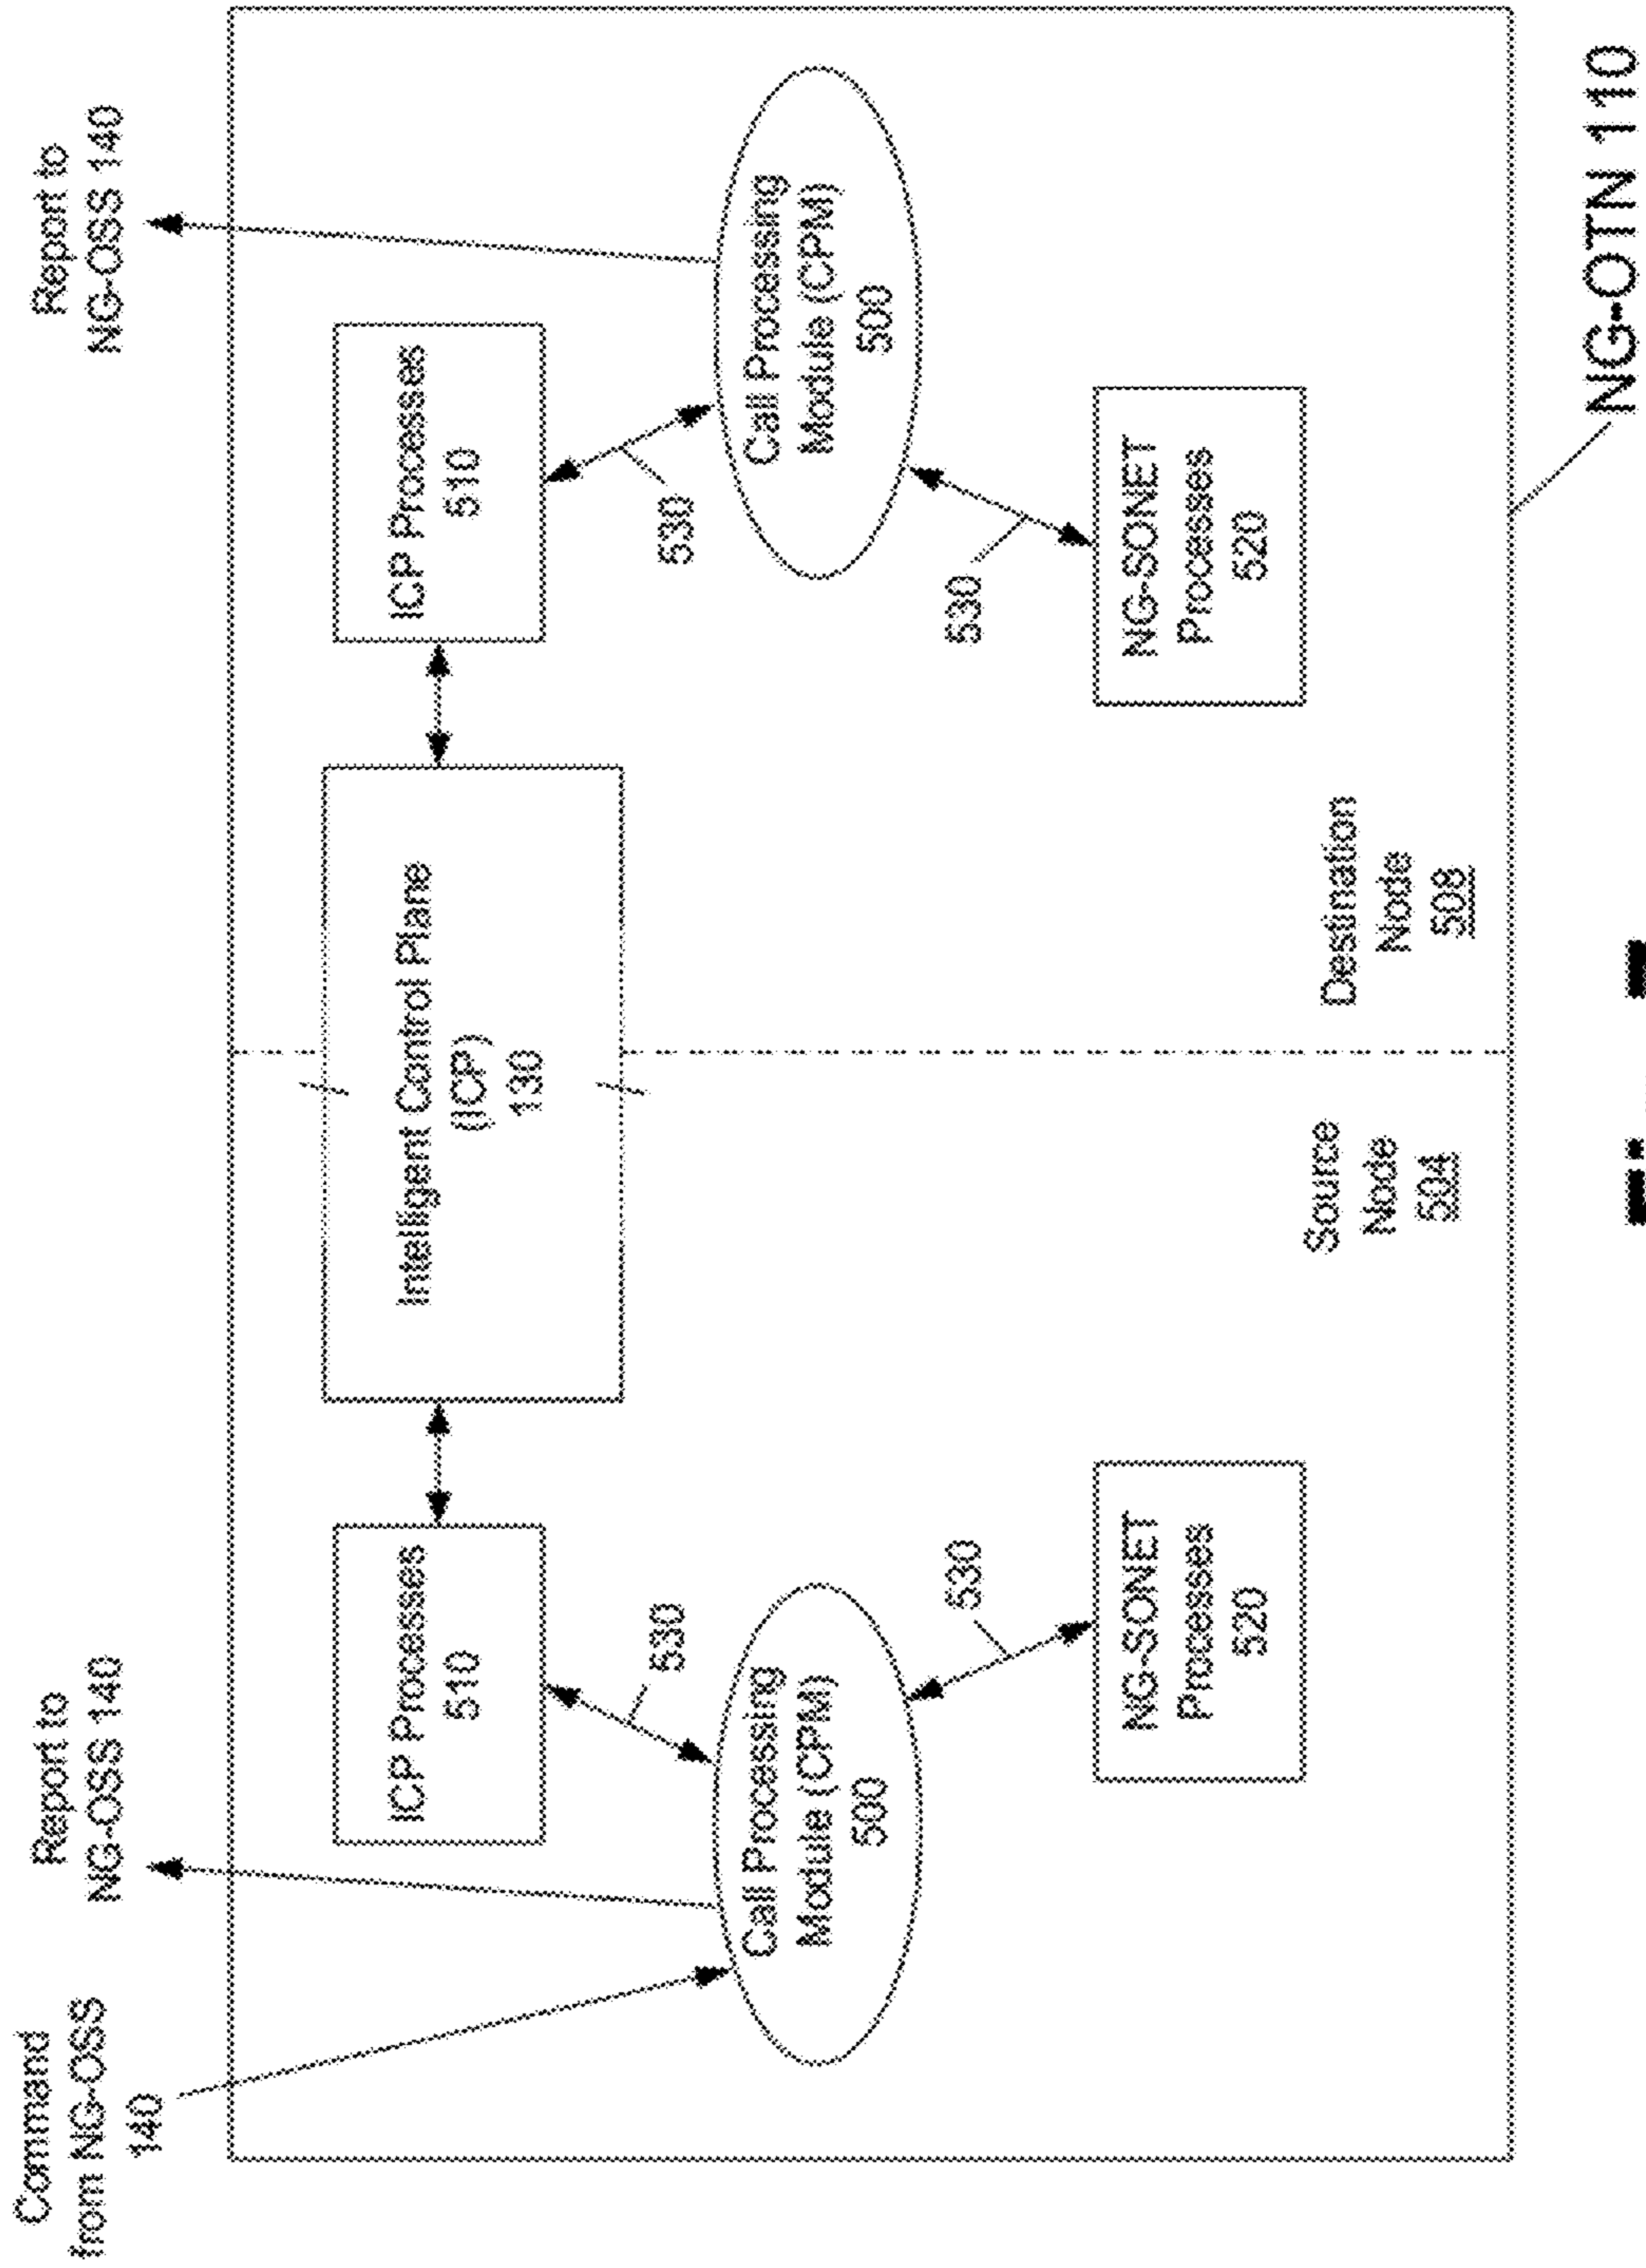 Command
from NG-OSS
140
Report to
NG-OSS 140
Report to
NG-OSS 140
ICP Processes
510
Intelligent Control Plane
(ICP)
130
ICP Processes
510
530
530
Call Processing
Module (CPM)
500
Call Processing
Module (CPM)
500
530
530
NG-SONET
Processes
520
NG-SONET
Processes
520
Source
Node
504
Destination
Node
508
NG-OTN 110